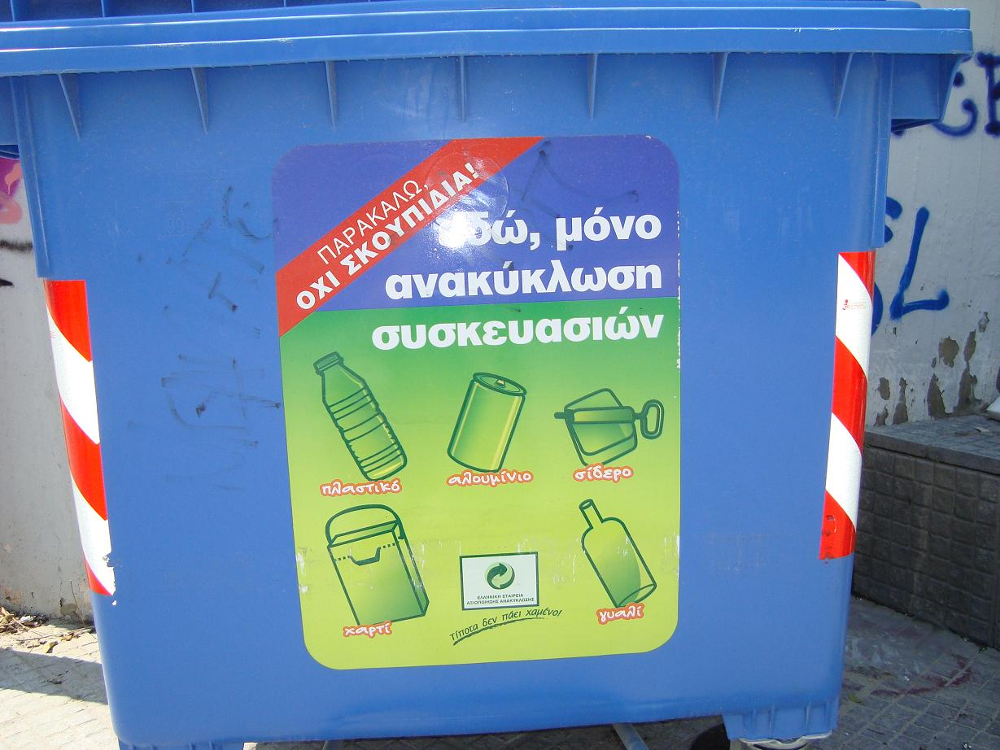 ΠΑΡΑΚΑΛΩ,
ΟΧΙ ΣΚΟΥΠΙΔΙΑ!
εδώ, μόνο
ανακύκλωση
συσκευασιών
πλαστικό
αλουμίνιο
σίδερο
χαρτί
γυαλί
ΕΛΛΗΝΙΚΗ ΕΤΑΙΡΕΙΑ
ΑΞΙΟΠΟΙΗΣΗΣ ΑΝΑΚΥΚΛΩΣΗΣ
Τίποτα δεν πάει χαμένο!